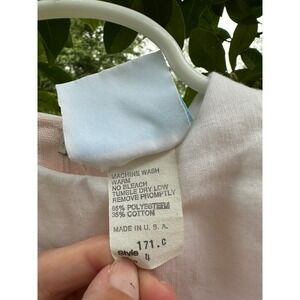 MACHINE WASH
WARM
NO BLEACH
TUMBLE DRY LOW
REMOVE PROMPTLY
65% POLYESTER
35% COTTON
MADE IN U. S. A.
171.C
Style 4